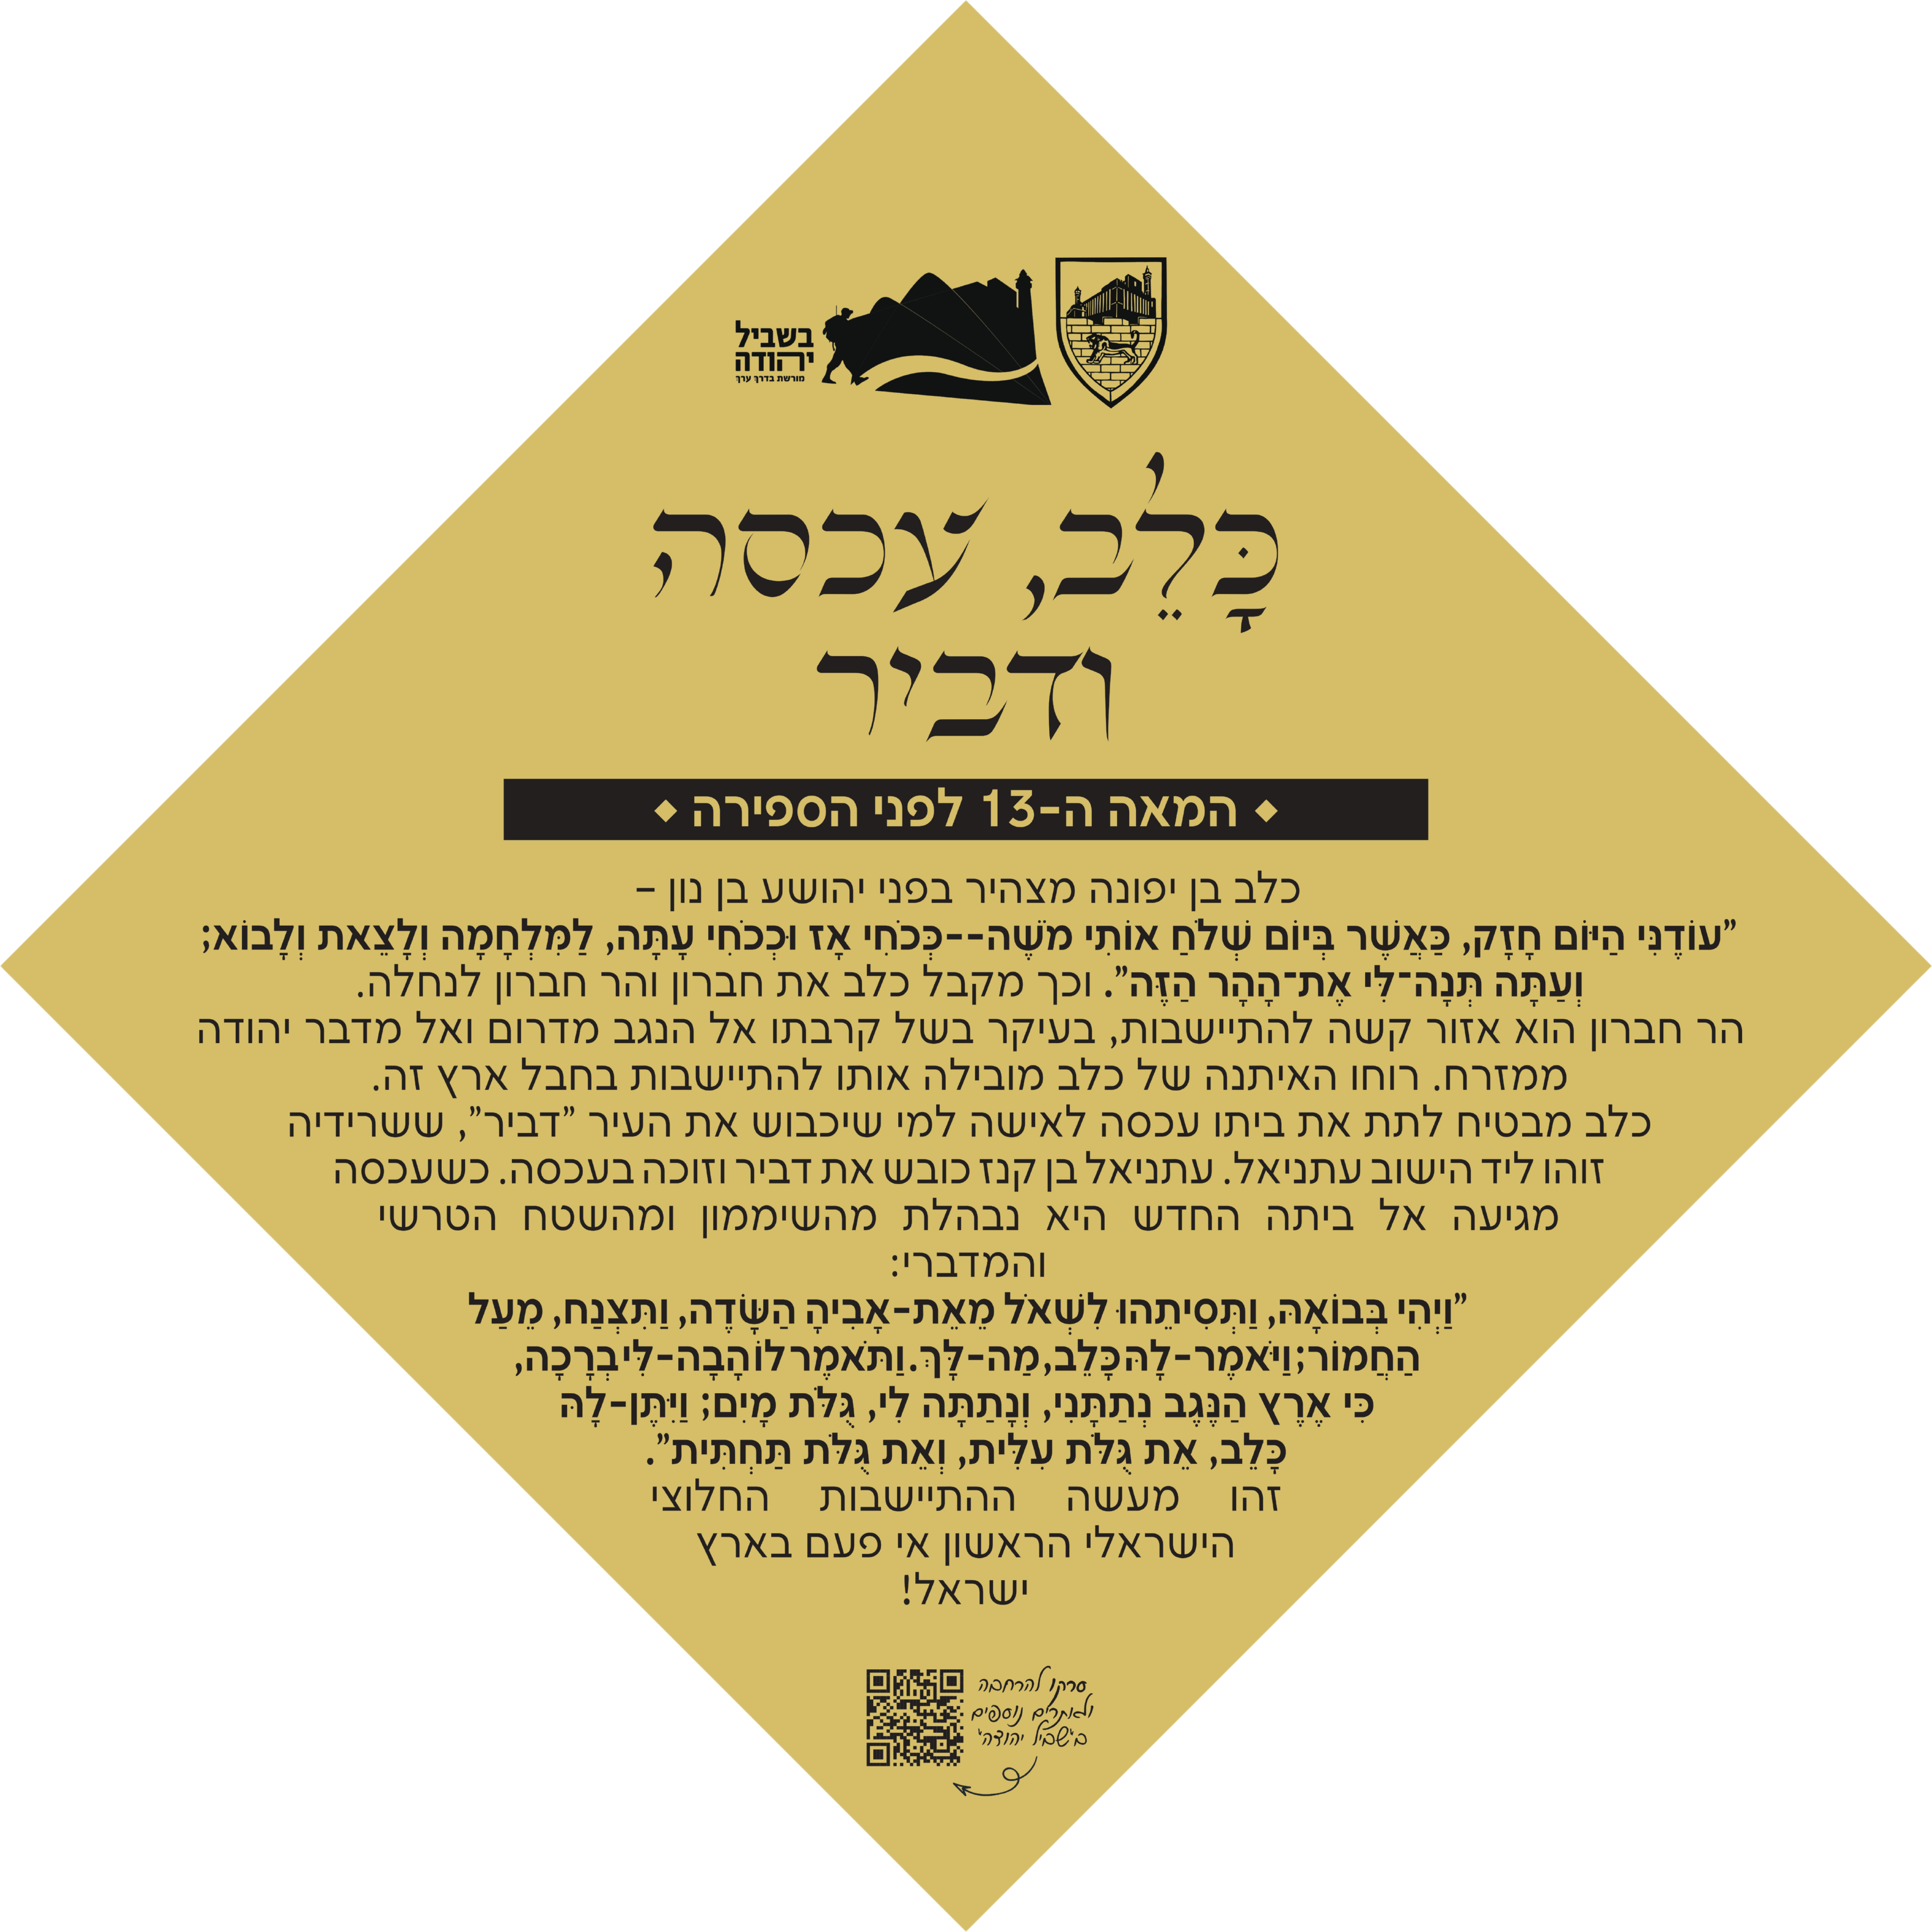 בשביל
יהודה
מורשת בדרך ערך
כָּלֵב, עכסה
ודביר
המאה ה-13 לפני הספירה
כלב בן יפונה מצהיר בפני יהושע בן נון –
"עוֹדֶנִּי הַיּוֹם חָזָק, כַּאֲשֶׁר בְּיוֹם שְׁלֹחַ אוֹתִי מֹשֶׁה--כְּכֹחִי אָז וּכְכֹחִי עָתָּה, לַמִּלְחָמָה וְלָצֵאת וְלָבוֹא;
וְעַתָּה תְּנָה־לִּי אֶת־הָהָר הַזֶּה". וכך מקבל כלב את חברון והר חברון לנחלה.
הר חברון הוא אזור קשה להתיישבות, בעיקר בשל קרבתו אל הנגב מדרום ואל מדבר יהודה
ממזרח. רוחו האיתנה של כלב מובילה אותו להתיישבות בחבל ארץ זה.
כלב מבטיח לתת את ביתו עכסה לאישה למי שיכבוש את העיר "דביר", ששרידיה
זוהו ליד הישוב עתניאל. עתניאל בן קנז כובש את דביר וזוכה בעכסה. כשעכסה
מגיעה אל ביתה החדש היא נבהלת מהשיממון ומהשטח הטרשי
והמדברי:
"וַיְהִי בְּבוֹאָהּ, וַתְּסִיתֵהוּ לִשְׁאֹל מֵאֵת-אָבִיהָ הַשָּׂדֶה, וַתִּצְנַח, מֵעַל
הַחֲמוֹר; וַיֹּאמֶר-לָהּ כָּלֵב, מַה-לָּךְ. וַתֹּאמֶר לוֹ הָבָה-לִּי בְרָכָה,
כִּי אֶרֶץ הַנֶּגֶב נְתַתָּנִי, וְנָתַתָּה לִי, גֻּלֹּת מָיִם; וַיִּתֶּן-לָהּ
כָּלֵב, אֵת גֻּלֹּת עִלִּית, וְאֵת גֻּלֹּת תַּחְתִּית".
זהו מעשה ההתיישבות החלוצי
הישראלי הראשון אי פעם בארץ
ישראל!
סרקו להרחבה
ולאתרים נוספים
ב"שביל יהודה"